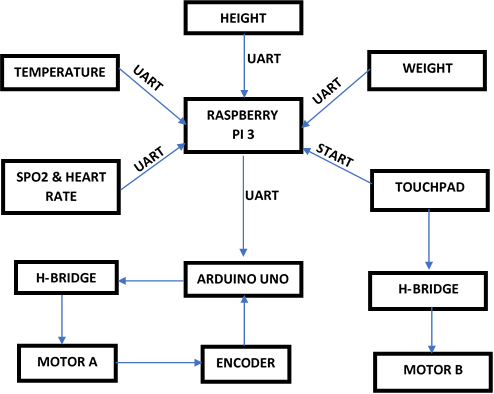 HEIGHT
UART
TEMPERATURE
UART
WEIGHT
UART
RASPBERRY
PI 3
SPO2 & HEART
RATE
UART
START
TOUCHPAD
UART
H-BRIDGE
ARDUINO UNO
H-BRIDGE
MOTOR A
ENCODER
MOTOR B